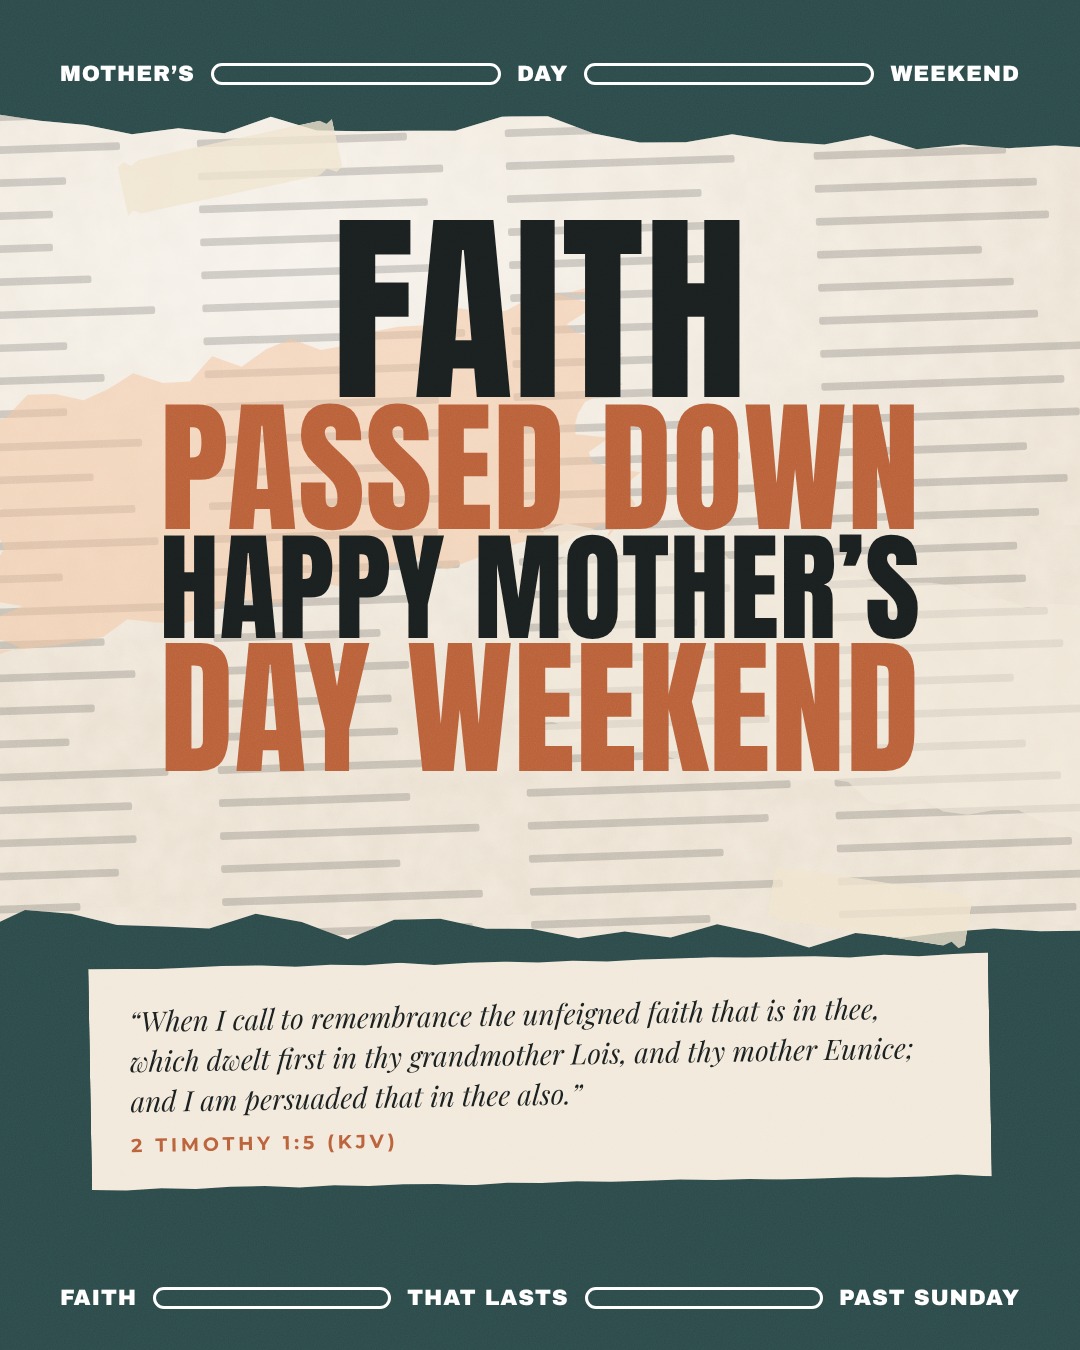 MOTHER’S DAY WEEKEND
FAITH
PASSED DOWN
HAPPY MOTHER’S
DAY WEEKEND
“When I call to remembrance the unfeigned faith that is in thee,
which dwelt first in thy grandmother Lois, and thy mother Eunice;
and I am persuaded that in thee also.”
2 TIMOTHY 1:5 (KJV)
FAITH THAT LASTS PAST SUNDAY